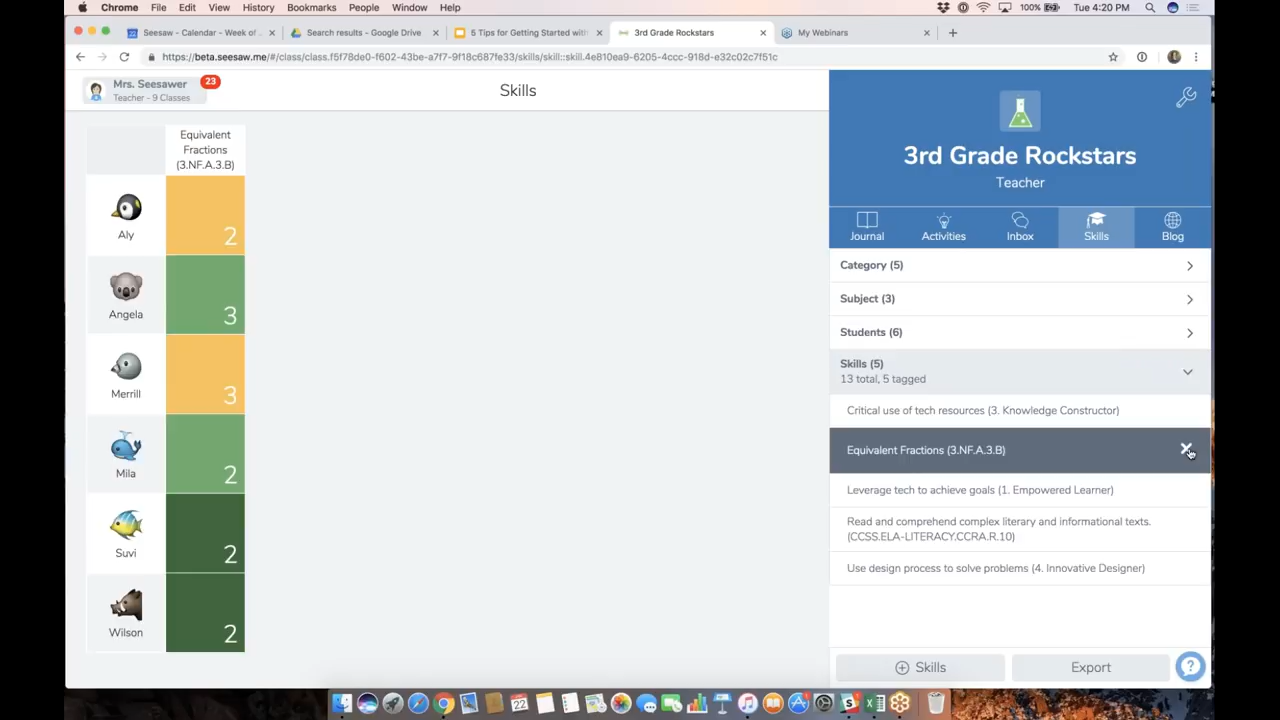 Chrome File Edit View History Bookmarks People Window Help
100% Tue 4:20 PM
Seesaw - Calendar - Week of
Search results - Google Drive
5 Tips for Getting Started with
3rd Grade Rockstars
My Webinars
https://beta.seesaw.me/#/class/class.f5f78de0-f602-43be-a7f7-9f18c687fe33/skills/skill::skill.4e810ea9-6205-4ccc-918d-e32c02c7f51c
Mrs. Seesawer
23
Teacher - 9 Classes
Skills
Equivalent
Fractions
(3.NF.A.3.B)
Aly
2
Angela
3
Merrill
3
Mila
2
Suvi
2
Wilson
2
3rd Grade Rockstars
Teacher
Journal
Activities
Inbox
Skills
Blog
Category (5)
Subject (3)
Students (6)
Skills (5)
13 total, 5 tagged
Critical use of tech resources (3. Knowledge Constructor)
Equivalent Fractions (3.NF.A.3.B)
Leverage tech to achieve goals (1. Empowered Learner)
Read and comprehend complex literary and informational texts.
(CCSS.ELA-LITERACY.CCRA.R.10)
Use design process to solve problems (4. Innovative Designer)
Skills
Export
?
22